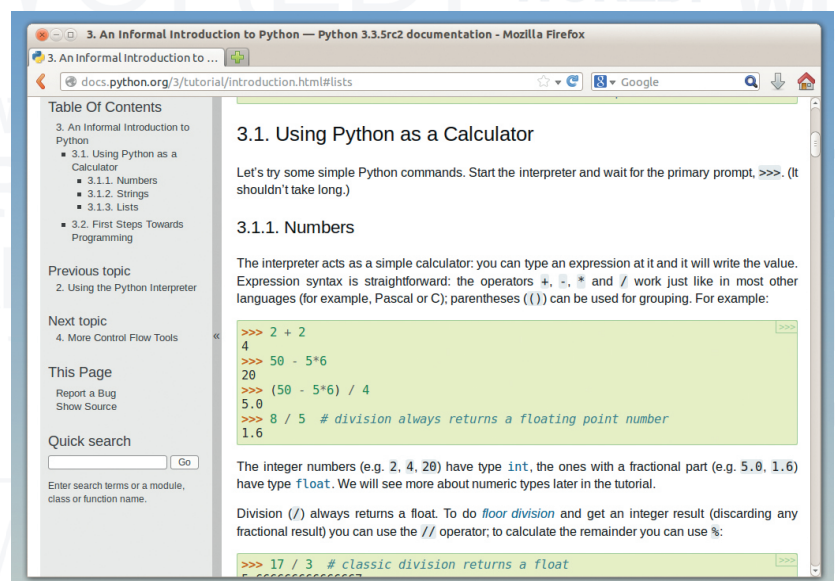 3. An Informal Introduction to Python — Python 3.3.5rc2 documentation - Mozilla Firefox
3. An Informal Introduction to ...
docs.python.org/3/tutorial/introduction.html#lists
Google
Table Of Contents
3. An Informal Introduction to
Python
3.1. Using Python as a
Calculator
3.1.1. Numbers
3.1.2. Strings
3.1.3. Lists
3.2. First Steps Towards
Programming
Previous topic
2. Using the Python Interpreter
Next topic
4. More Control Flow Tools
This Page
Report a Bug
Show Source
Quick search
Go
Enter search terms or a module,
class or function name.
«
3.1. Using Python as a Calculator
Let's try some simple Python commands. Start the interpreter and wait for the primary prompt, >>>. (It
shouldn't take long.)
3.1.1. Numbers
The interpreter acts as a simple calculator: you can type an expression at it and it will write the value.
Expression syntax is straightforward: the operators +, -, * and / work just like in most other
languages (for example, Pascal or C); parentheses (()) can be used for grouping. For example:
>>>
>>> 2 + 2
4
>>> 50 - 5*6
20
>>> (50 - 5*6) / 4
5.0
>>> 8 / 5  # division always returns a floating point number
1.6
The integer numbers (e.g. 2, 4, 20) have type int, the ones with a fractional part (e.g. 5.0, 1.6)
have type float. We will see more about numeric types later in the tutorial.
Division (/) always returns a float. To do floor division and get an integer result (discarding any
fractional result) you can use the // operator; to calculate the remainder you can use %:
>>>
>>> 17 / 3  # classic division returns a float